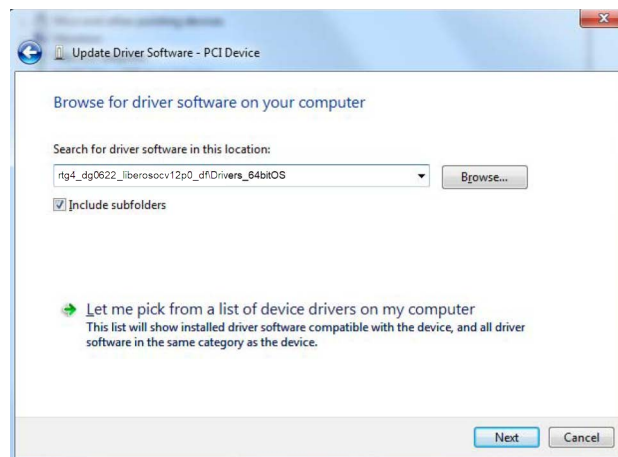 Update Driver Software - PCI Device
Browse for driver software on your computer
Search for driver software in this location:
rtg4_dg0622_liberosocv12p0_df\Drivers_64bitOS
Browse...
Include subfolders
Let me pick from a list of device drivers on my computer
This list will show installed driver software compatible with the device, and all driver
software in the same category as the device.
Next
Cancel